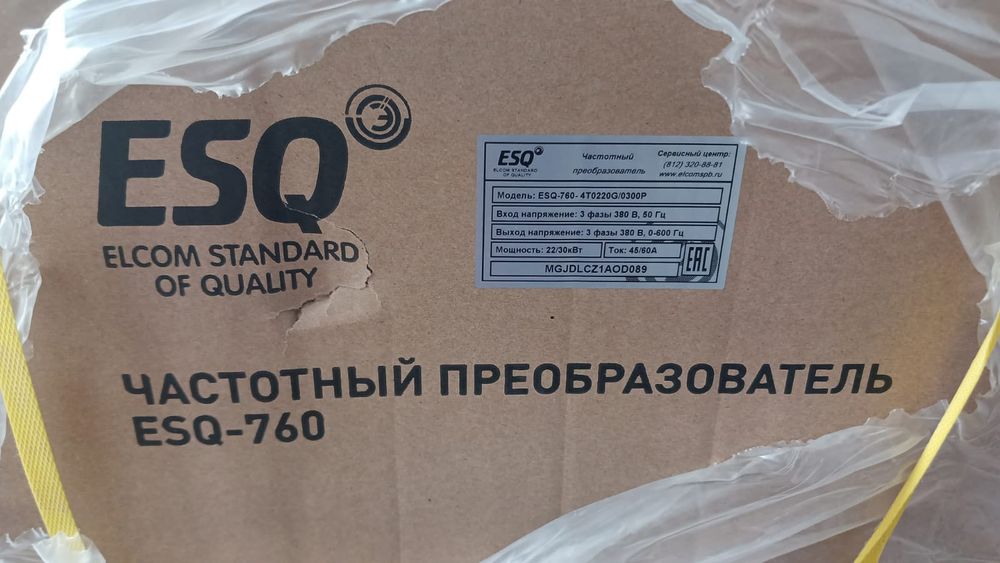 ESQ
ELCOM STANDARD
OF QUALITY
ESQ
ELCOM STANDARD
OF QUALITY
Частотный
преобразователь
Сервисный центр:
(812) 320-88-81
www.elcomspb.ru
Модель: ESQ-760- 4T0220G/0300P
Вход напряжение: 3 фазы 380 В, 50 Гц
Выход напряжение: 3 фазы 380 В, 0-600 Гц
Мощность: 22/30кВт Ток: 45/60А
MGJDLCZ1AOD089
EAC
ЧАСТОТНЫЙ ПРЕОБРАЗОВАТЕЛЬ
ESQ-760